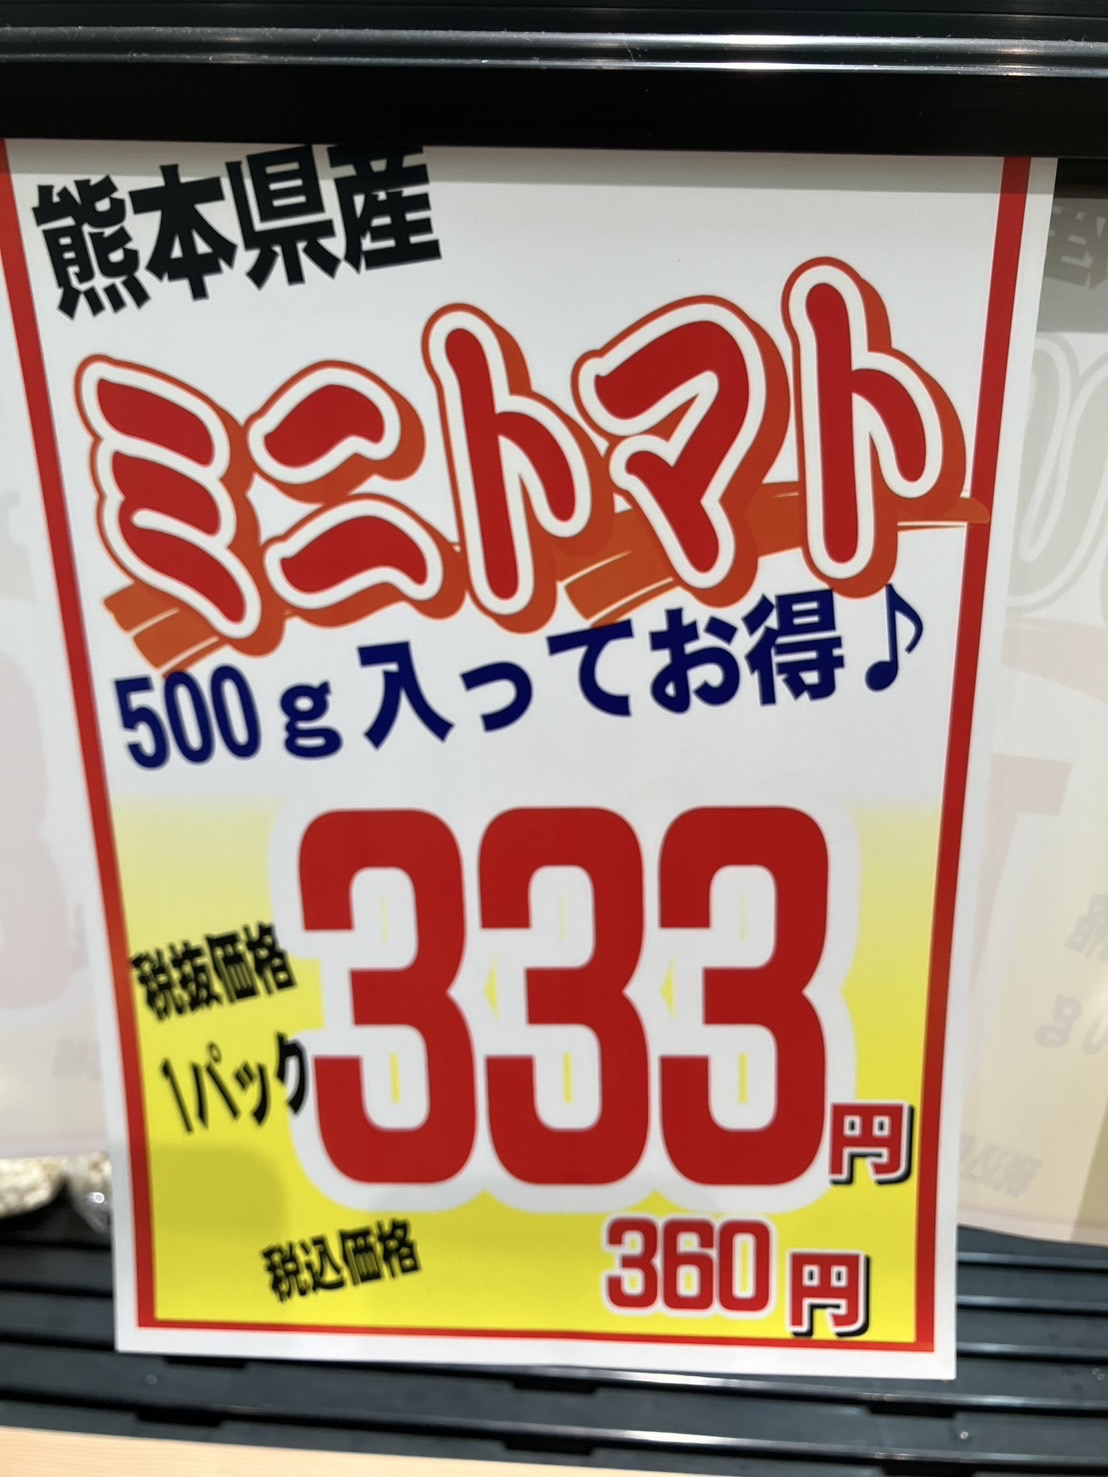 熊本県産
ミニトマト
500g入ってお得♪
税抜価格
1パック
333円
税込価格 360円